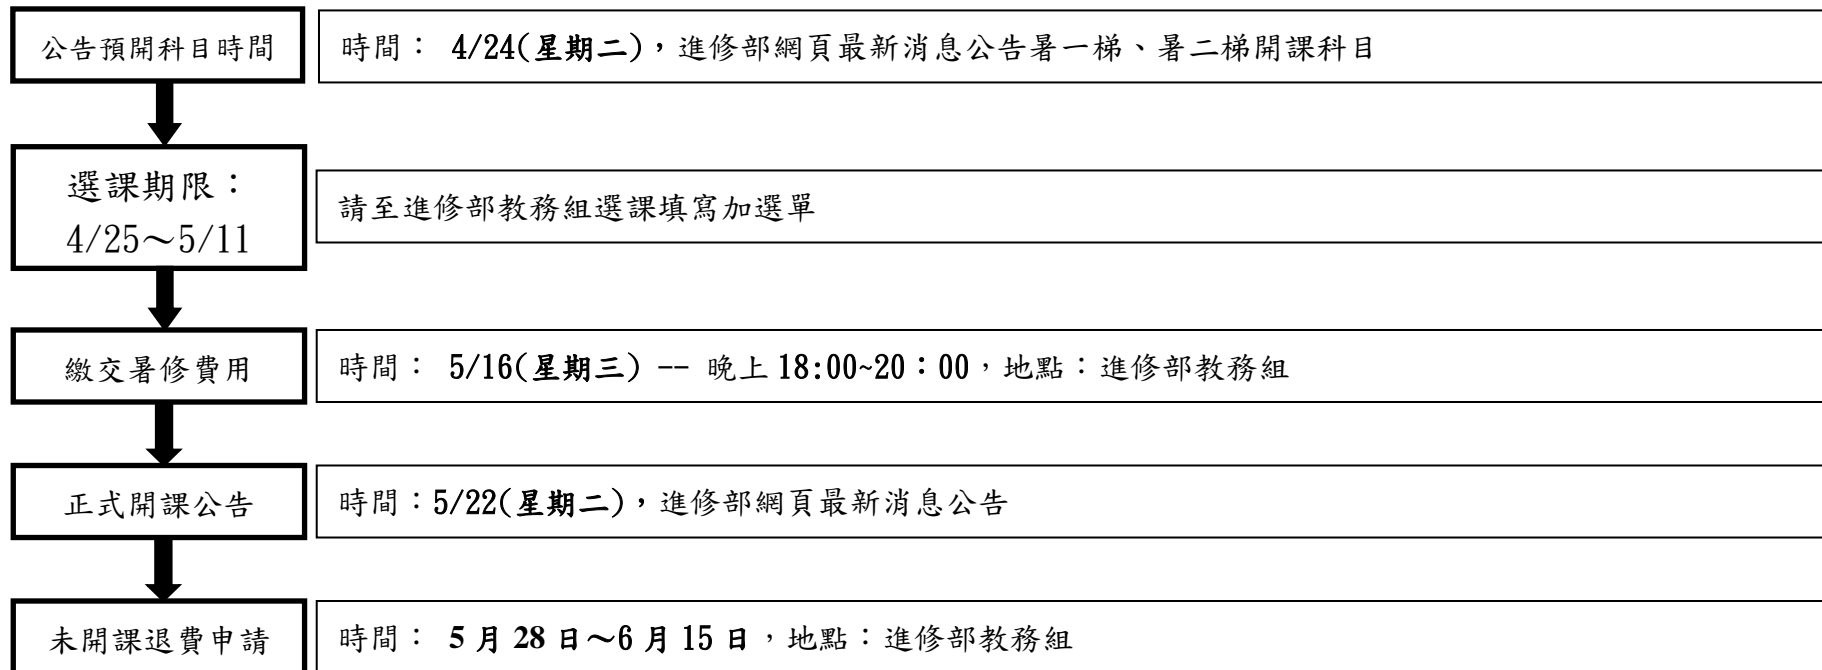 公告預開科目時間
時間： 4/24(星期二)，進修部網頁最新消息公告暑一梯、暑二梯開課科目
選課期限：
4/25～5/11
請至進修部教務組選課填寫加選單
繳交暑修費用
時間： 5/16(星期三) -- 晚上 18:00~20：00，地點：進修部教務組
正式開課公告
時間：5/22(星期二)，進修部網頁最新消息公告
未開課退費申請
時間： 5 月 28 日～6 月 15 日，地點：進修部教務組